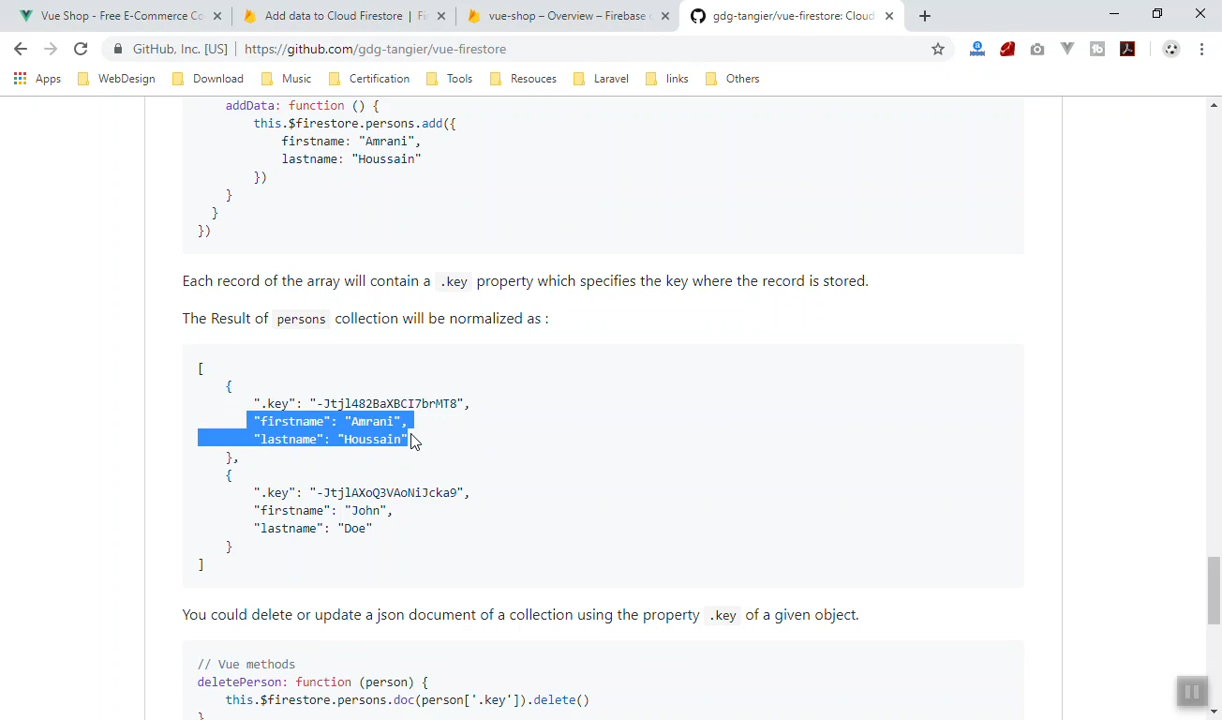 Vue Shop - Free E-Commerce Co
Add data to Cloud Firestore | Fi
vue-shop – Overview – Firebase
gdg-tangier/vue-firestore: Cloud
GitHub, Inc. [US] | https://github.com/gdg-tangier/vue-firestore
Apps WebDesign Download Music Certification Tools Resouces Laravel links Others
addData: function () {
this.$firestore.persons.add({
firstname: "Amrani",
lastname: "Houssain"
})
}
}
})
Each record of the array will contain a .key property which specifies the key where the record is stored.
The Result of persons collection will be normalized as :
[
{
".key": "-Jtjl482BaXBCI7brMT8",
"firstname": "Amrani",
"lastname": "Houssain"
},
{
".key": "-JtjlAXoQ3VAoNiJcka9",
"firstname": "John",
"lastname": "Doe"
}
]
You could delete or update a json document of a collection using the property .key of a given object.
// Vue methods
deletePerson: function (person) {
this.$firestore.persons.doc(person['.key']).delete()
}